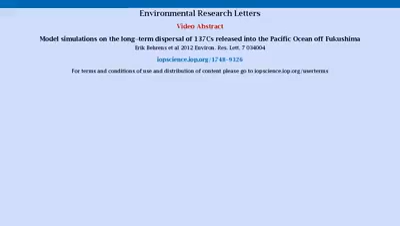 Environmental Research Letters
Video Abstract
Model simulations on the long-term dispersal of 137Cs released into the Pacific Ocean off Fukushima
Erik Behrens et al 2012 Environ. Res. Lett. 7 034004
iopscience.iop.org/1748-9326
For terms and conditions of use and distribution of content please go to iopscience.iop.org/userterms